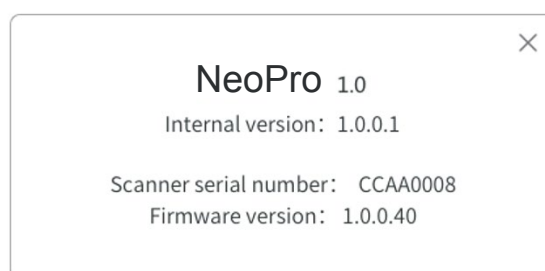 NeoPro 1.0
Internal version： 1.0.0.1
Scanner serial number： CCAA0008
Firmware version： 1.0.0.40